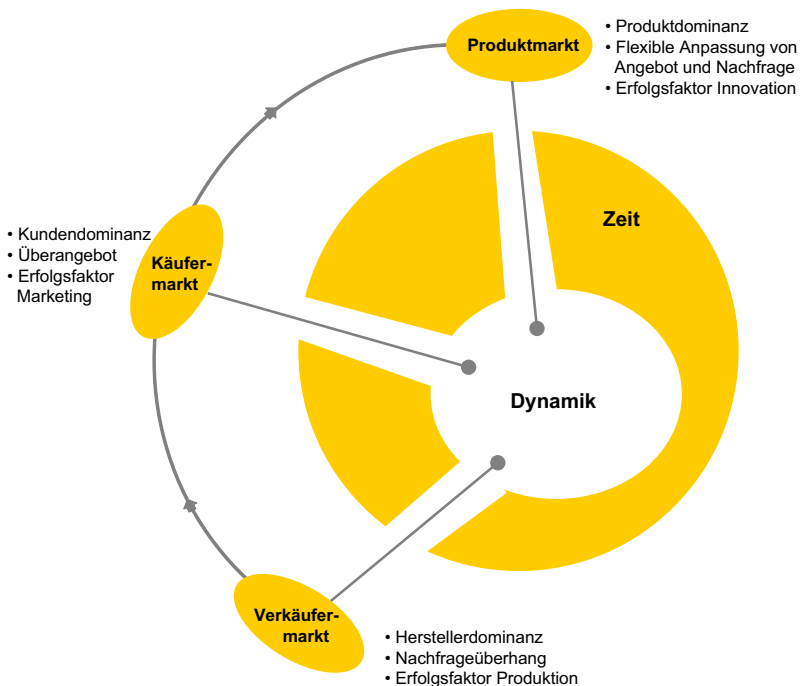 Produktmarkt
• Produktdominanz
• Flexible Anpassung von
Angebot und Nachfrage
• Erfolgsfaktor Innovation
Zeit
• Kundendominanz
• Überangebot
• Erfolgsfaktor
Marketing
Käufer-
markt
Dynamik
Verkäufer-
markt
• Herstellerdominanz
• Nachfrageüberhang
• Erfolgsfaktor Produktion